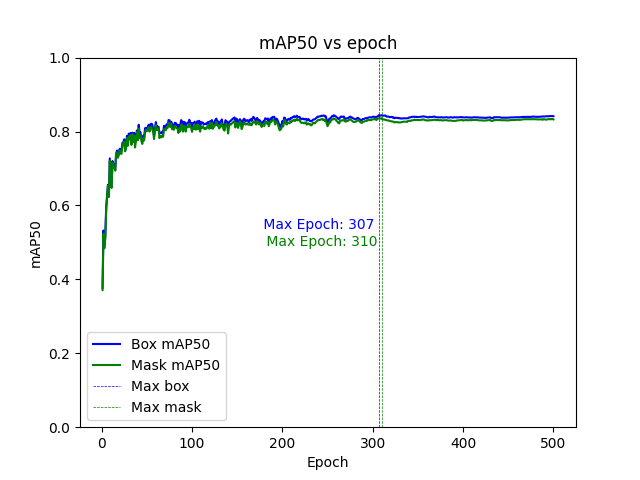 mAP50 vs epoch
1.0
0.8
0.6
0.4
0.2
0.0
mAP50
Max Epoch: 307
Max Epoch: 310
Box mAP50
Mask mAP50
Max box
Max mask
0 100 200 300 400 500
Epoch